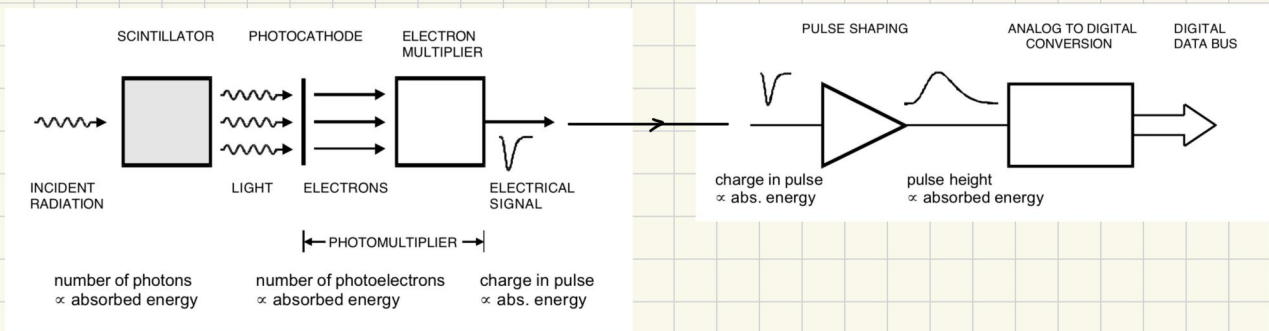 SCINTILLATOR
PHOTOCATHODE
ELECTRON
MULTIPLIER
INCIDENT
RADIATION
LIGHT
ELECTRONS
ELECTRICAL
SIGNAL
PHOTOMULTIPLIER
number of photons
∝ absorbed energy
number of photoelectrons
∝ absorbed energy
charge in pulse
∝ abs. energy
PULSE SHAPING
ANALOG TO DIGITAL
CONVERSION
DIGITAL
DATA BUS
charge in pulse
∝ abs. energy
pulse height
∝ absorbed energy